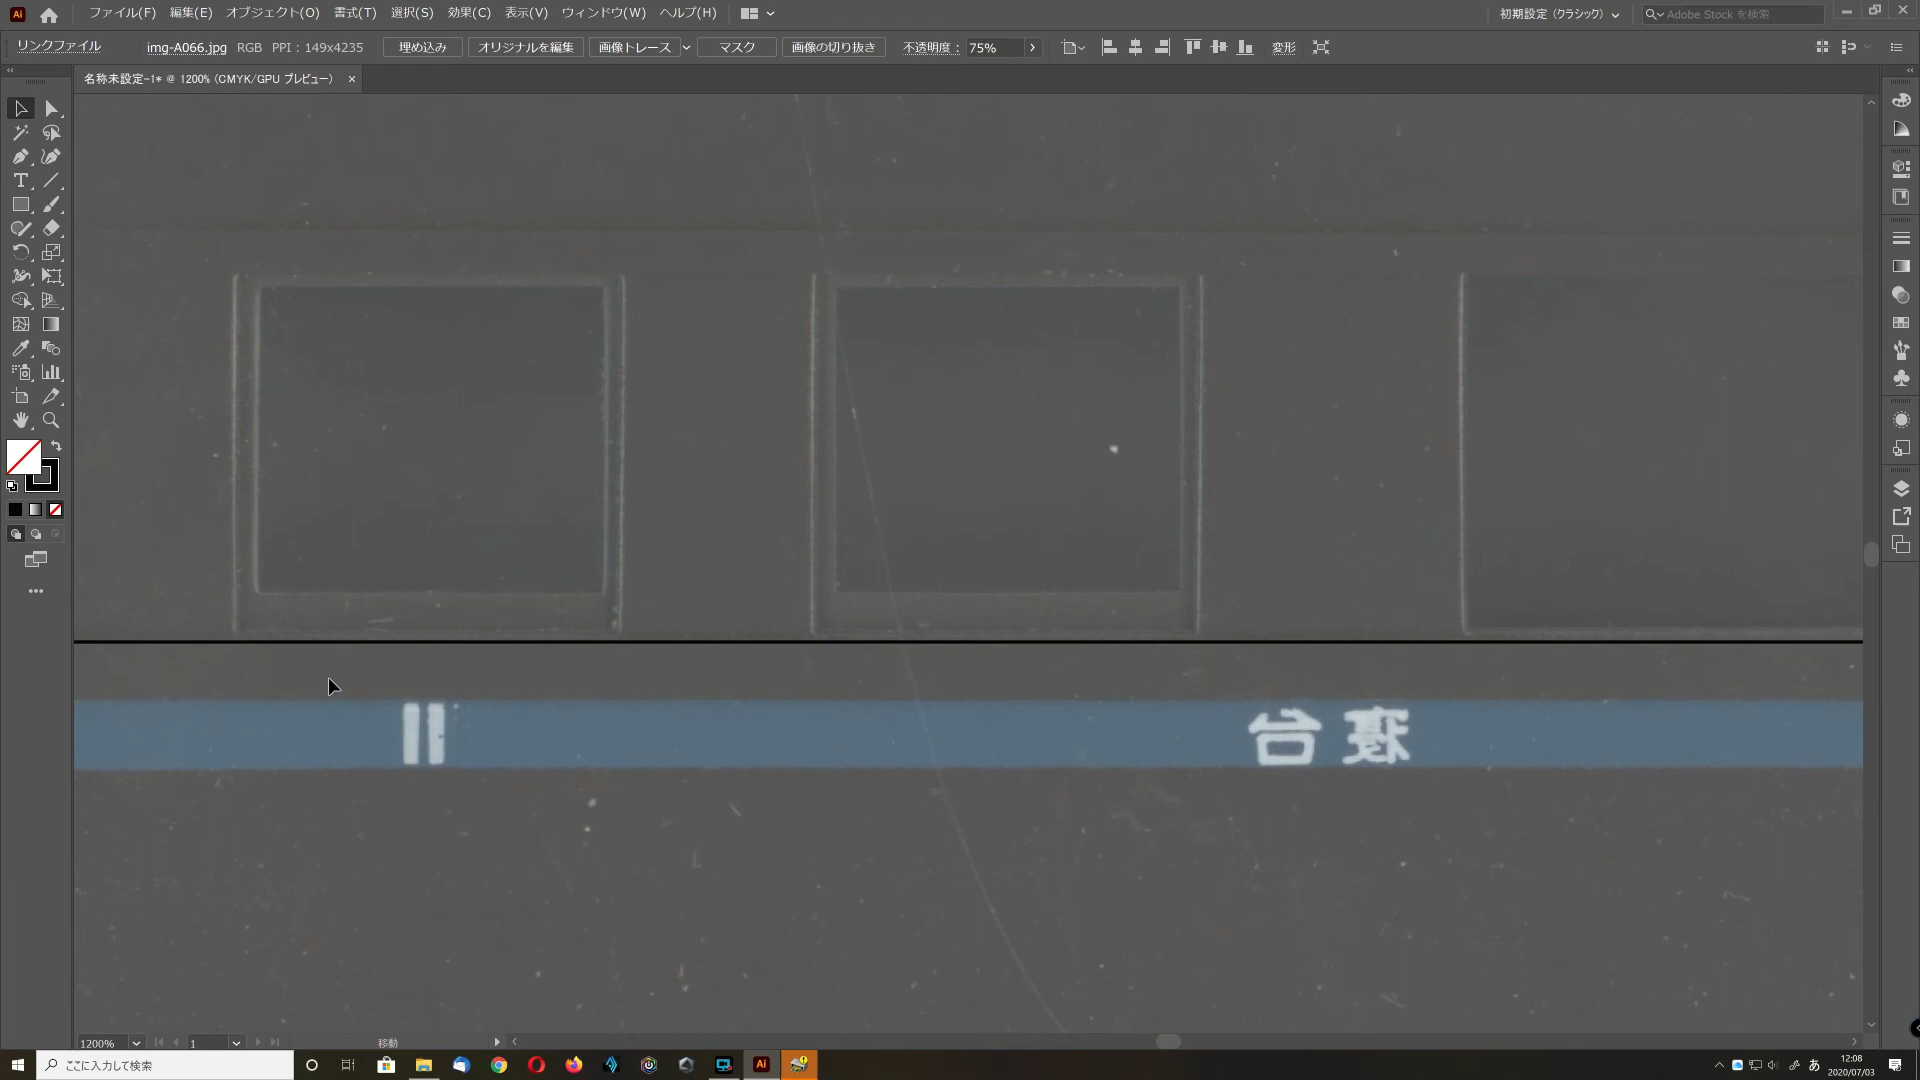 Ai ファイル(F) 編集(E) オブジェクト(O) 書式(T) 選択(S) 効果(C) 表示(V) ウィンドウ(W) ヘルプ(H) 初期設定 (クラシック) Adobe Stock を検索
リンクファイル img-A066.jpg RGB PPI : 149x4235 埋め込み オリジナルを編集 画像トレース マスク 画像の切り抜き 不透明度 : 75% 変形
名称未設定-1* @ 1200% (CMYK/GPU プレビュー) ×
II 台寝
1200% 1 移動
ここに入力して検索 Ai あ 12:08
2020/07/03